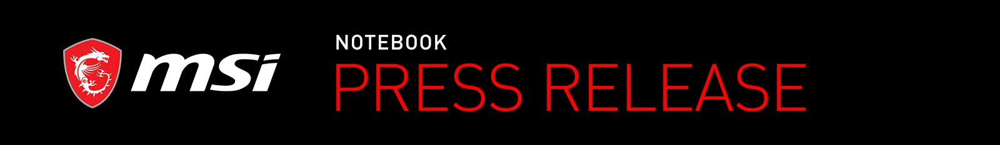 msi
NOTEBOOK
PRESS RELEASE